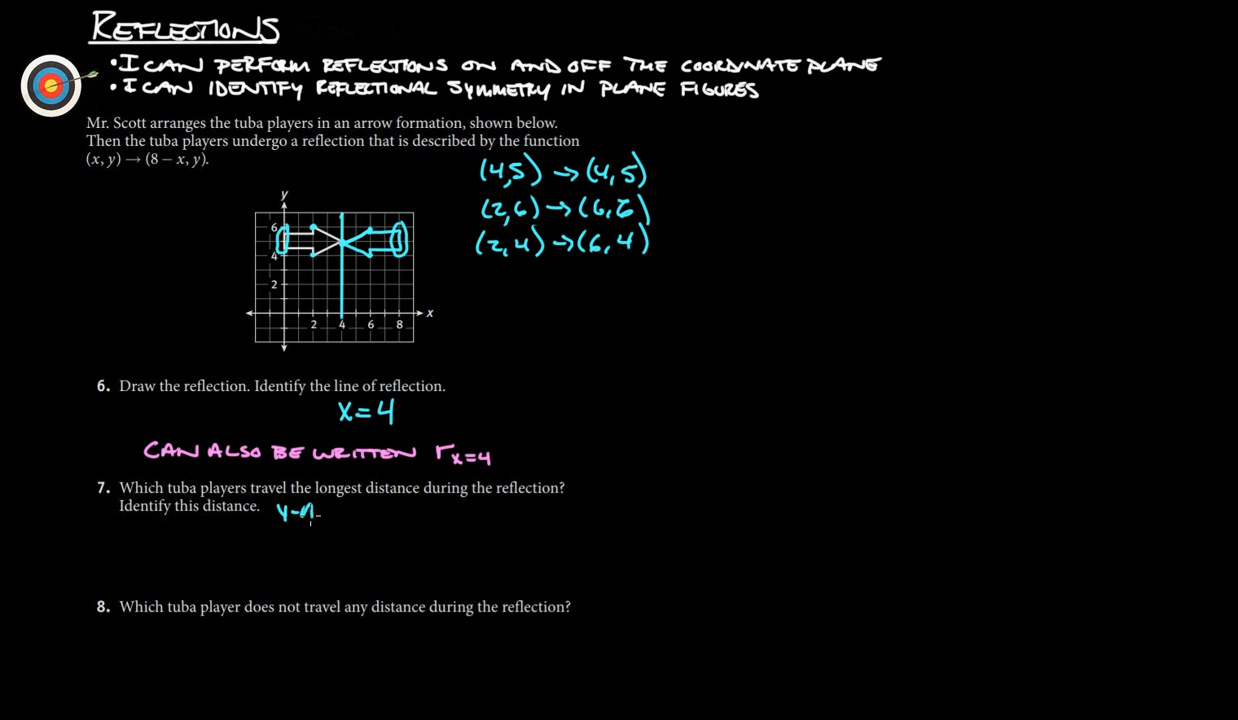 REFLECTIONS
• I CAN PERFORM REFLECTIONS ON AND OFF THE COORDINATE PLANE
• I CAN IDENTIFY REFLECTIONAL SYMMETRY IN PLANE FIGURES
Mr. Scott arranges the tuba players in an arrow formation, shown below.
Then the tuba players undergo a reflection that is described by the function
(x, y) → (8 − x, y).
(4,5) → (4,5)
(2,6) → (6,6)
(2,4) → (6,4)
y
6
4
2
2 4 6 8 x
6. Draw the reflection. Identify the line of reflection.
x=4
CAN ALSO BE WRITTEN r x=4
7. Which tuba players travel the longest distance during the reflection?
Identify this distance.
8. Which tuba player does not travel any distance during the reflection?